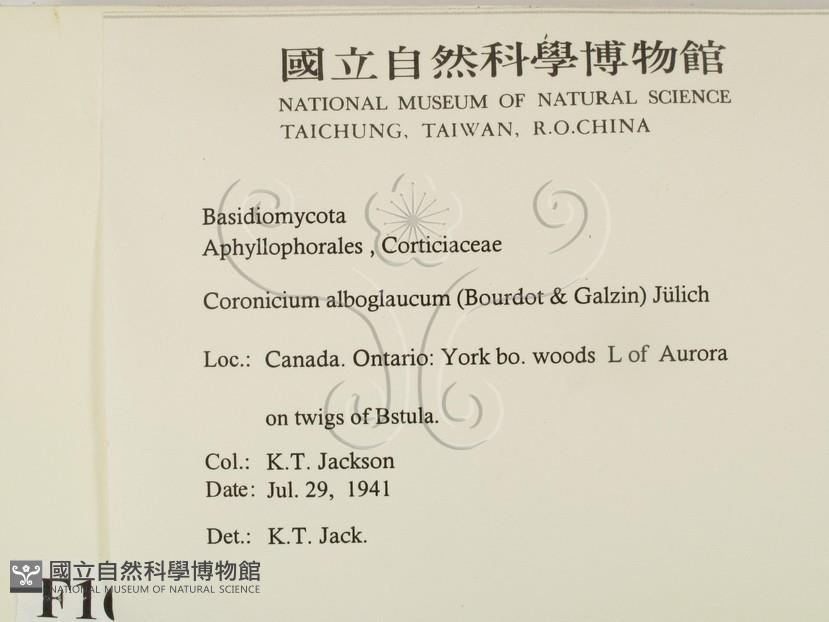 國立自然科學博物館
NATIONAL MUSEUM OF NATURAL SCIENCE
TAICHUNG, TAIWAN, R.O.CHINA
Basidiomycota
Aphyllophorales , Corticiaceae
Coronicium alboglaucum (Bourdot & Galzin) Jülich
Loc.: Canada. Ontario: York bo. woods L of Aurora
on twigs of Bstula.
Col.: K.T. Jackson
Date: Jul. 29, 1941
Det.: K.T. Jack.
國立自然科學博物館
NATIONAL MUSEUM OF NATURAL SCIENCE